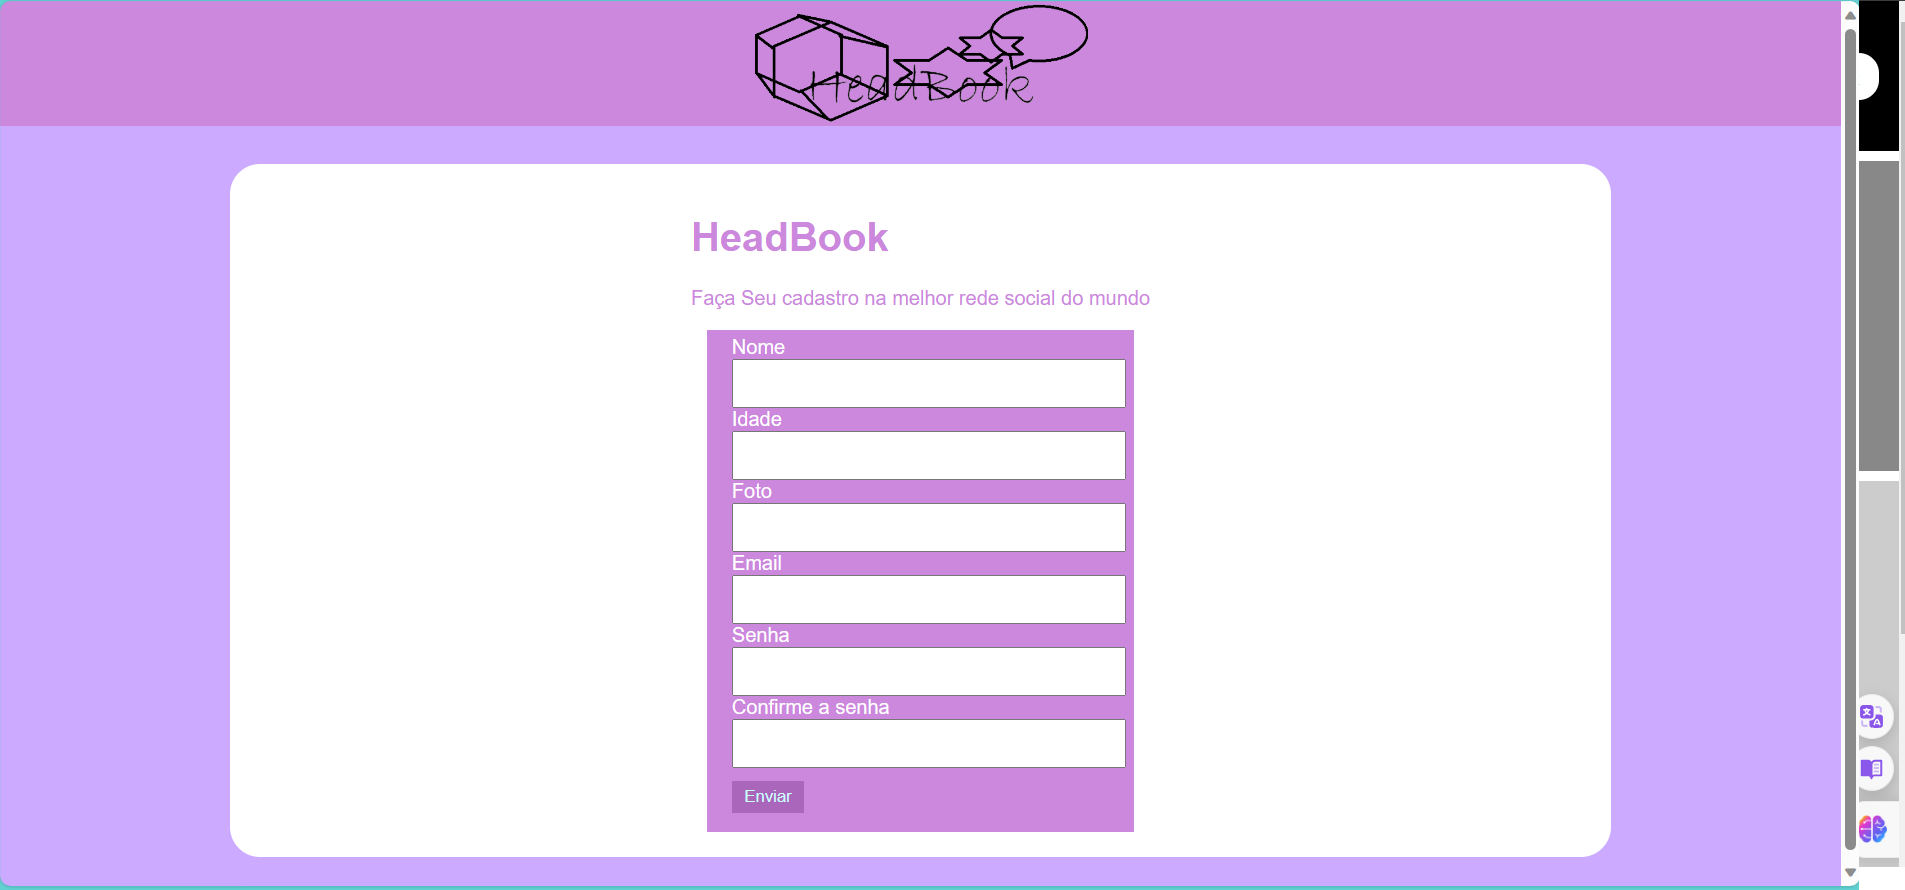 HeadBook
HeadBook
Faça Seu cadastro na melhor rede social do mundo
Nome
Idade
Foto
Email
Senha
Confirme a senha
Enviar